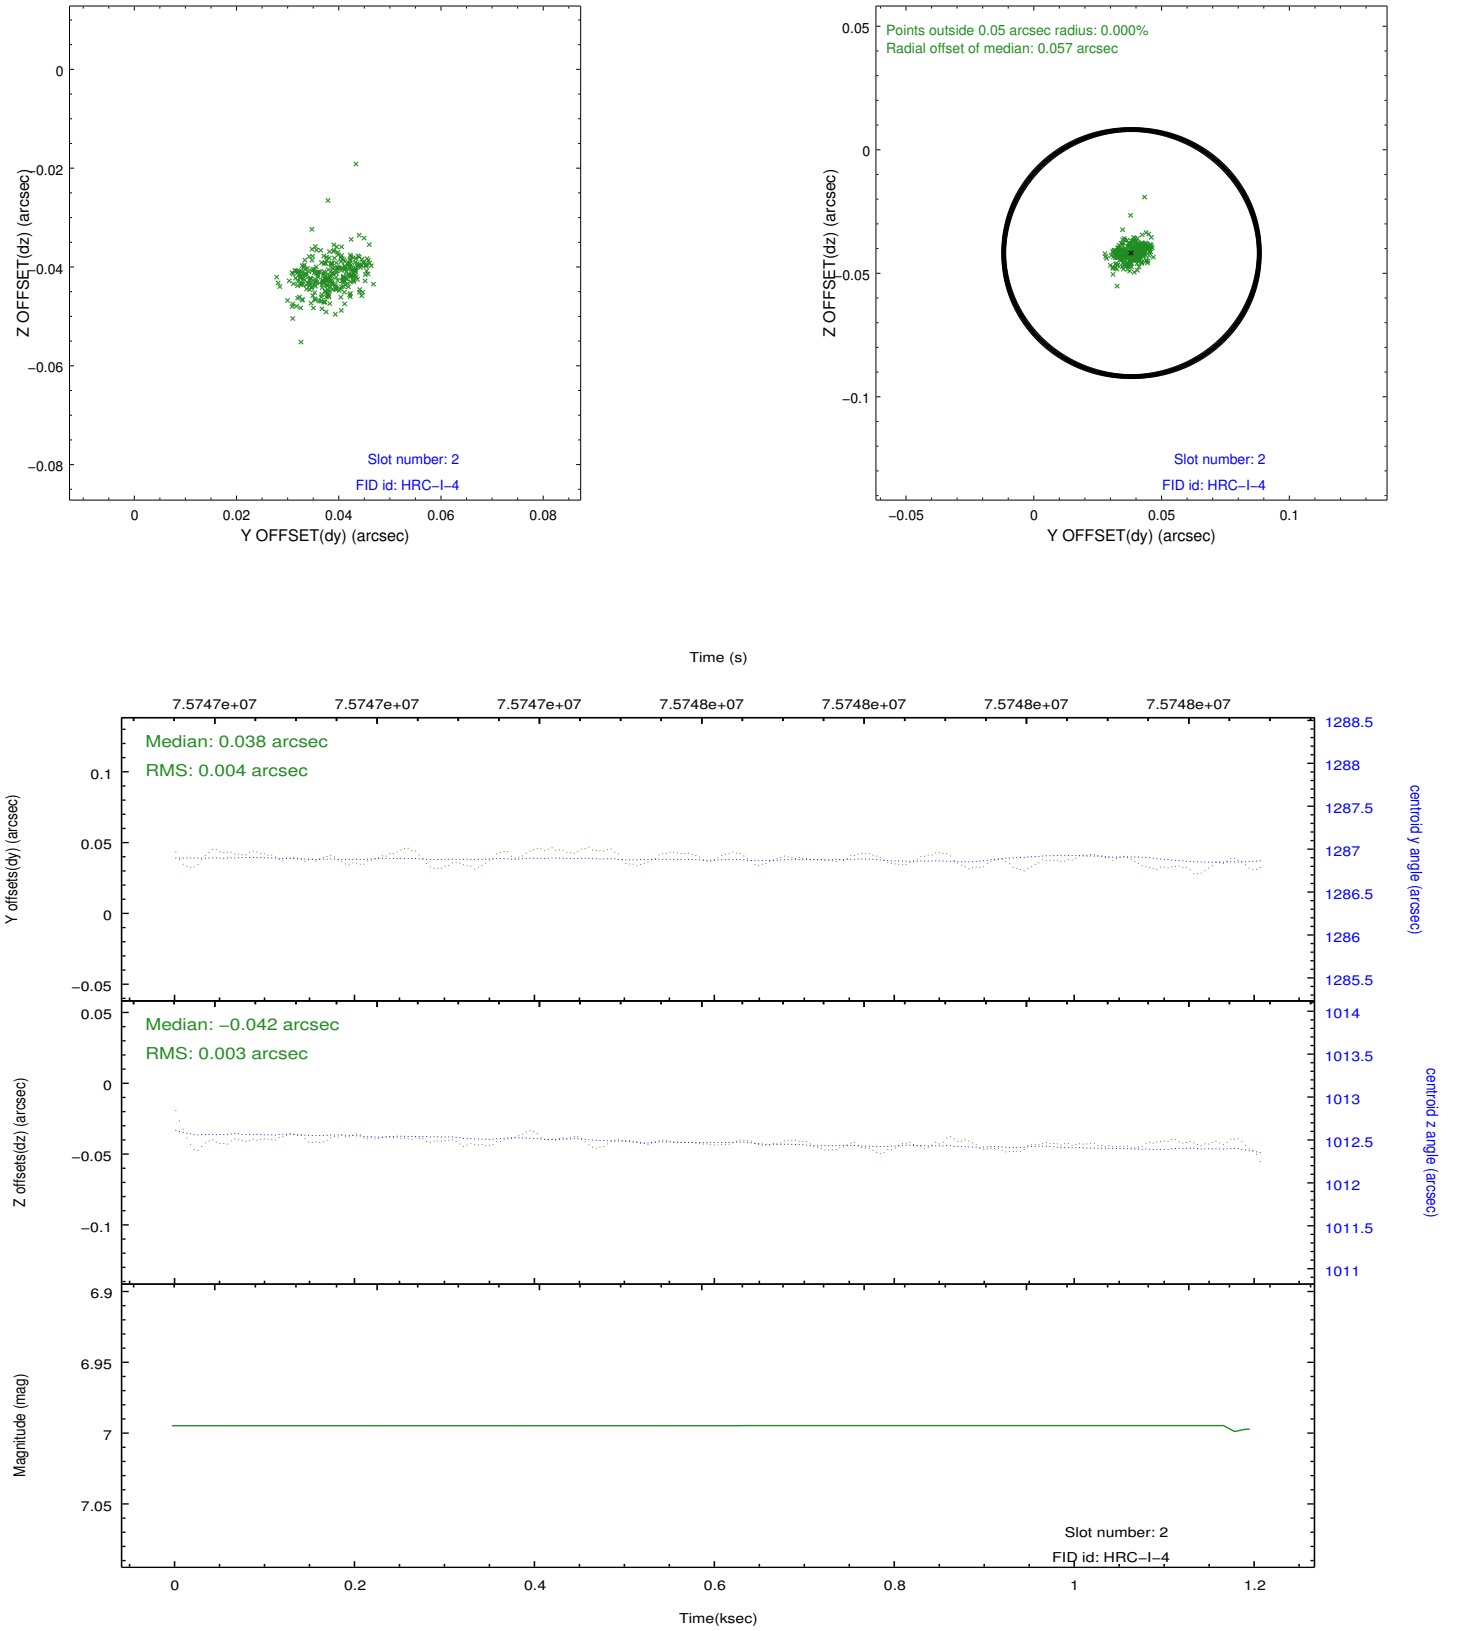 0
−0.02
−0.04
−0.06
−0.08
Z OFFSET(dz) (arcsec)
Slot number: 2
FID id: HRC−I−4
0 0.02 0.04 0.06 0.08
Y OFFSET(dy) (arcsec)
Points outside 0.05 arcsec radius: 0.000%
Radial offset of median: 0.057 arcsec
0.05
0
−0.05
−0.1
Z OFFSET(dz) (arcsec)
Slot number: 2
FID id: HRC−I−4
−0.05 0 0.05 0.1
Y OFFSET(dy) (arcsec)
Time (s)
7.5747e+07 7.5747e+07 7.5747e+07 7.5748e+07 7.5748e+07 7.5748e+07 7.5748e+07
Median: 0.038 arcsec
RMS: 0.004 arcsec
0.1
0.05
0
−0.05
Y offsets(dy) (arcsec)
1288.5
1288
1287.5
1287
1286.5
1286
1285.5
centroid y angle (arcsec)
Median: −0.042 arcsec
RMS: 0.003 arcsec
0.05
0
−0.05
−0.1
Z offsets(dz) (arcsec)
1014
1013.5
1013
1012.5
1012
1011.5
1011
centroid z angle (arcsec)
6.9
6.95
7
7.05
Magnitude (mag)
Slot number: 2
FID id: HRC−I−4
0 0.2 0.4 0.6 0.8 1 1.2
Time(ksec)